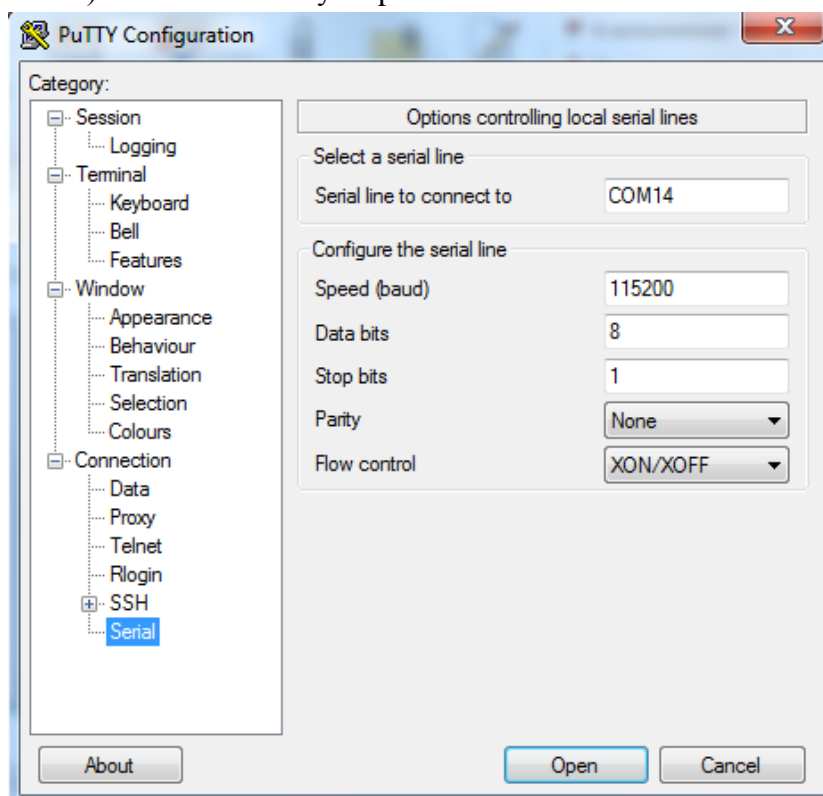 PuTTY Configuration
Category:
Session
Logging
Terminal
Keyboard
Bell
Features
Window
Appearance
Behaviour
Translation
Selection
Colours
Connection
Data
Proxy
Telnet
Rlogin
SSH
Serial
Options controlling local serial lines
Select a serial line
Serial line to connect to COM14
Configure the serial line
Speed (baud) 115200
Data bits 8
Stop bits 1
Parity None
Flow control XON/XOFF
About Open Cancel